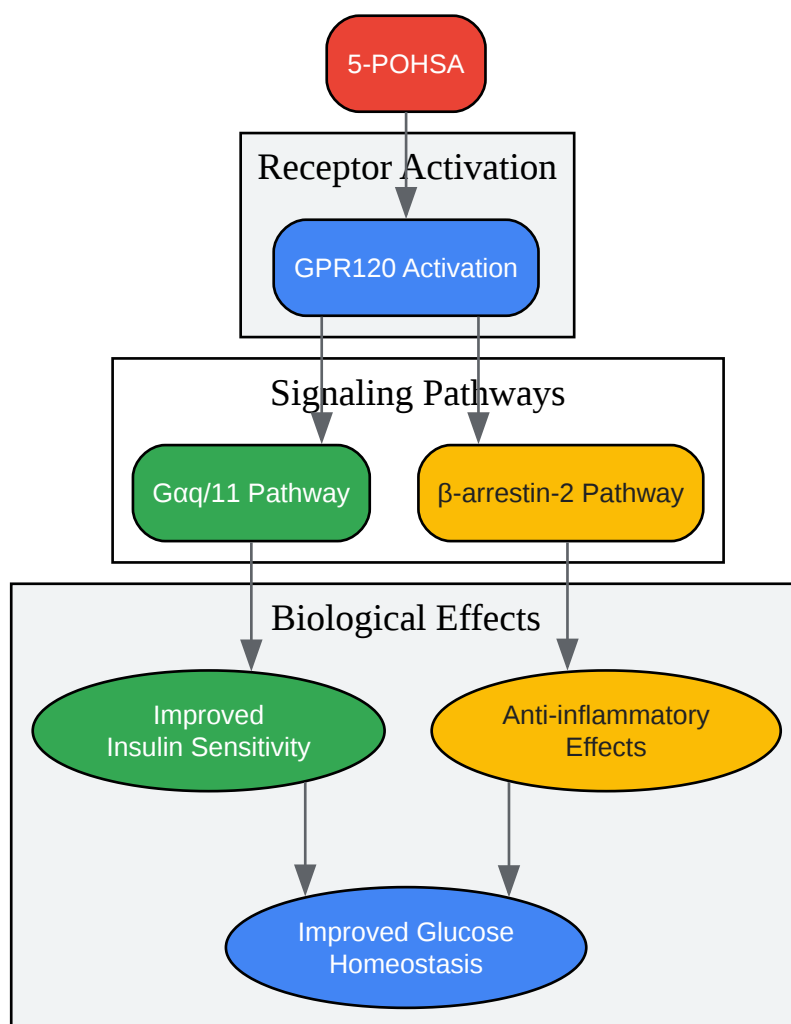 5-POHSA
Receptor Activation
GPR120 Activation
Signaling Pathways
Gαq/11 Pathway
β-arrestin-2 Pathway
Biological Effects
Improved
Insulin Sensitivity
Anti-inflammatory
Effects
Improved Glucose
Homeostasis